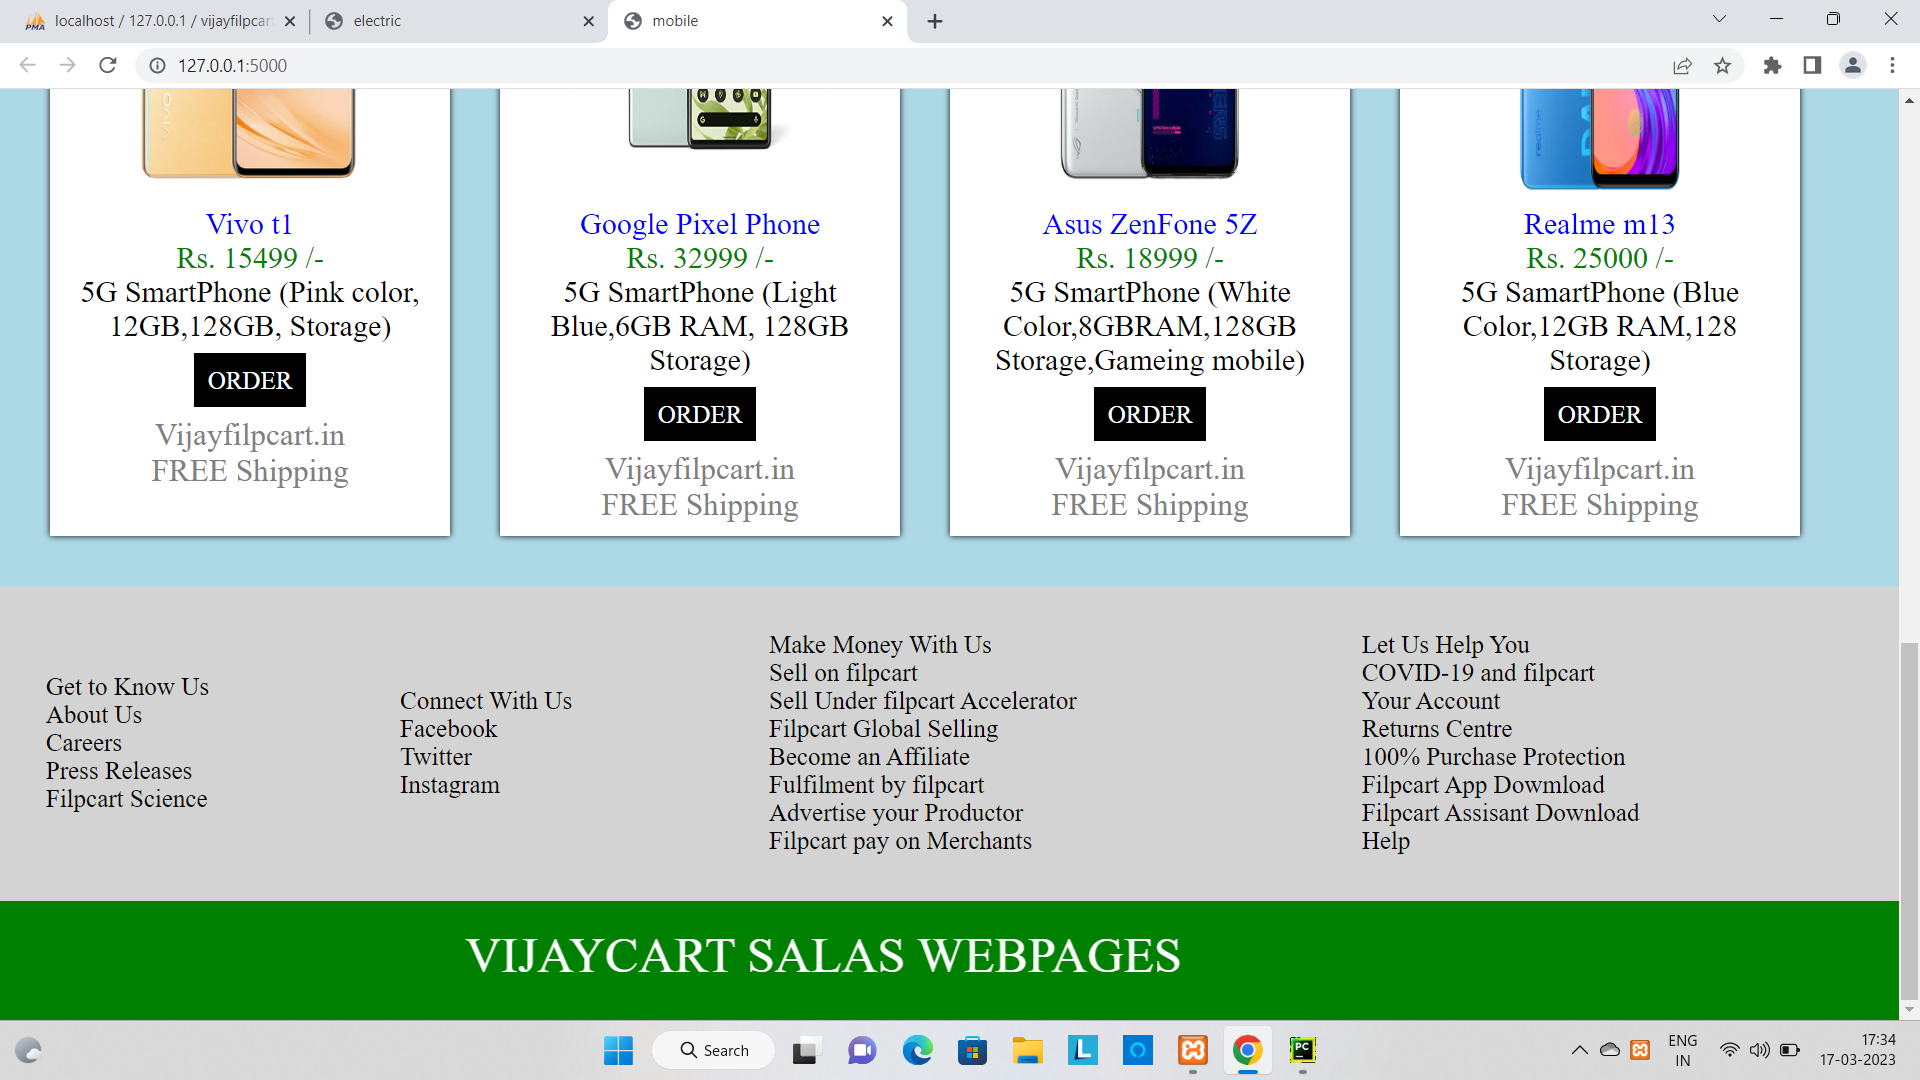 localhost / 127.0.0.1 / vijayfilpcar
electric
mobile
127.0.0.1:5000
Vivo t1
Rs. 15499 /-
5G SmartPhone (Pink color,
12GB,128GB, Storage)
ORDER
Vijayfilpcart.in
FREE Shipping
Google Pixel Phone
Rs. 32999 /-
5G SmartPhone (Light
Blue,6GB RAM, 128GB
Storage)
ORDER
Vijayfilpcart.in
FREE Shipping
Asus ZenFone 5Z
Rs. 18999 /-
5G SmartPhone (White
Color,8GBRAM,128GB
Storage,Gameing mobile)
ORDER
Vijayfilpcart.in
FREE Shipping
realme
Realme m13
Rs. 25000 /-
5G SamartPhone (Blue
Color,12GB RAM,128
Storage)
ORDER
Vijayfilpcart.in
FREE Shipping
Get to Know Us
About Us
Careers
Press Releases
Filpcart Science
Connect With Us
Facebook
Twitter
Instagram
Make Money With Us
Sell on filpcart
Sell Under filpcart Accelerator
Filpcart Global Selling
Become an Affiliate
Fulfilment by filpcart
Advertise your Productor
Filpcart pay on Merchants
Let Us Help You
COVID-19 and filpcart
Your Account
Returns Centre
100% Purchase Protection
Filpcart App Dowmload
Filpcart Assisant Download
Help
VIJAYCART SALAS WEBPAGES
Search
ENG
IN
17:34
17-03-2023